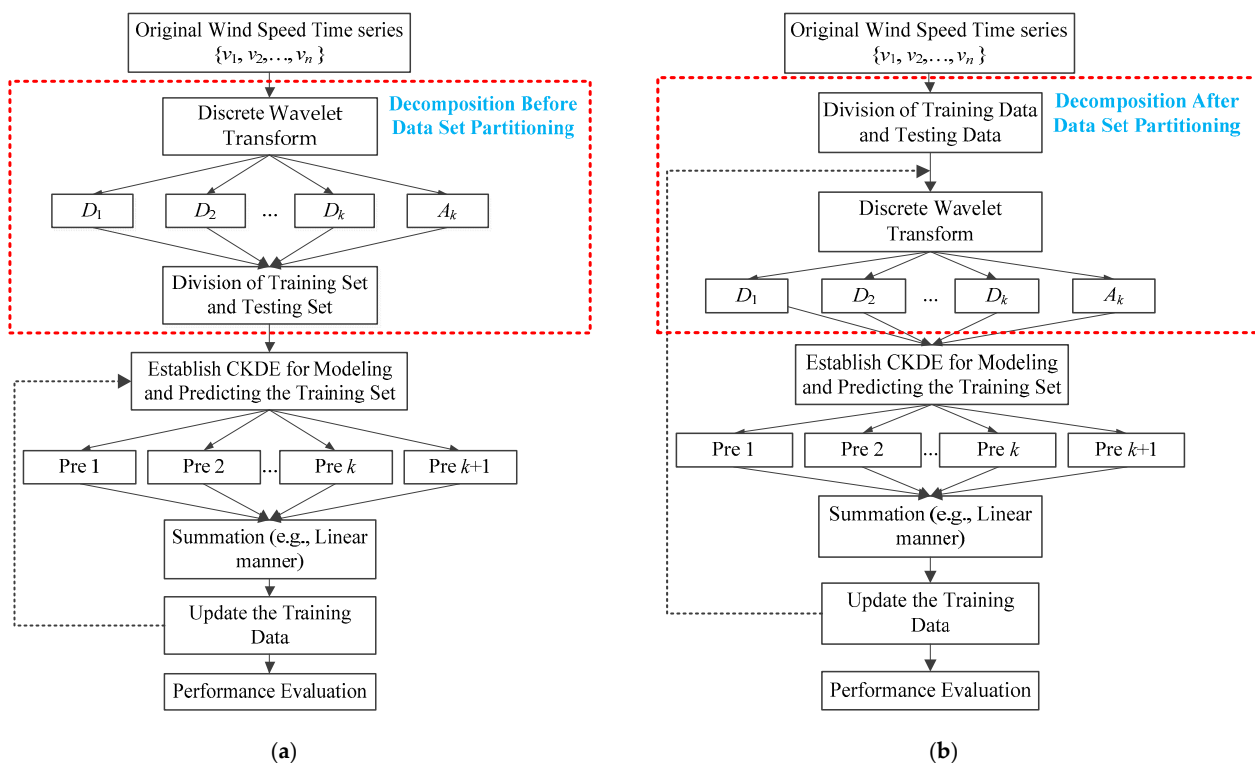 Original Wind Speed Time series
{v1, v2,…, vn }
Decomposition Before
Data Set Partitioning
Discrete Wavelet
Transform
D1
D2
...
Dk
Ak
Division of Training Set
and Testing Set
Establish CKDE for Modeling
and Predicting the Training Set
Pre 1
Pre 2
...
Pre k
Pre k+1
Summation (e.g., Linear
manner)
Update the Training
Data
Performance Evaluation
(a)
Original Wind Speed Time series
{v1, v2,…, vn }
Decomposition After
Data Set Partitioning
Division of Training Data
and Testing Data
Discrete Wavelet
Transform
D1
D2
...
Dk
Ak
Establish CKDE for Modeling
and Predicting the Training Set
Pre 1
Pre 2
...
Pre k
Pre k+1
Summation (e.g., Linear
manner)
Update the Training
Data
Performance Evaluation
(b)